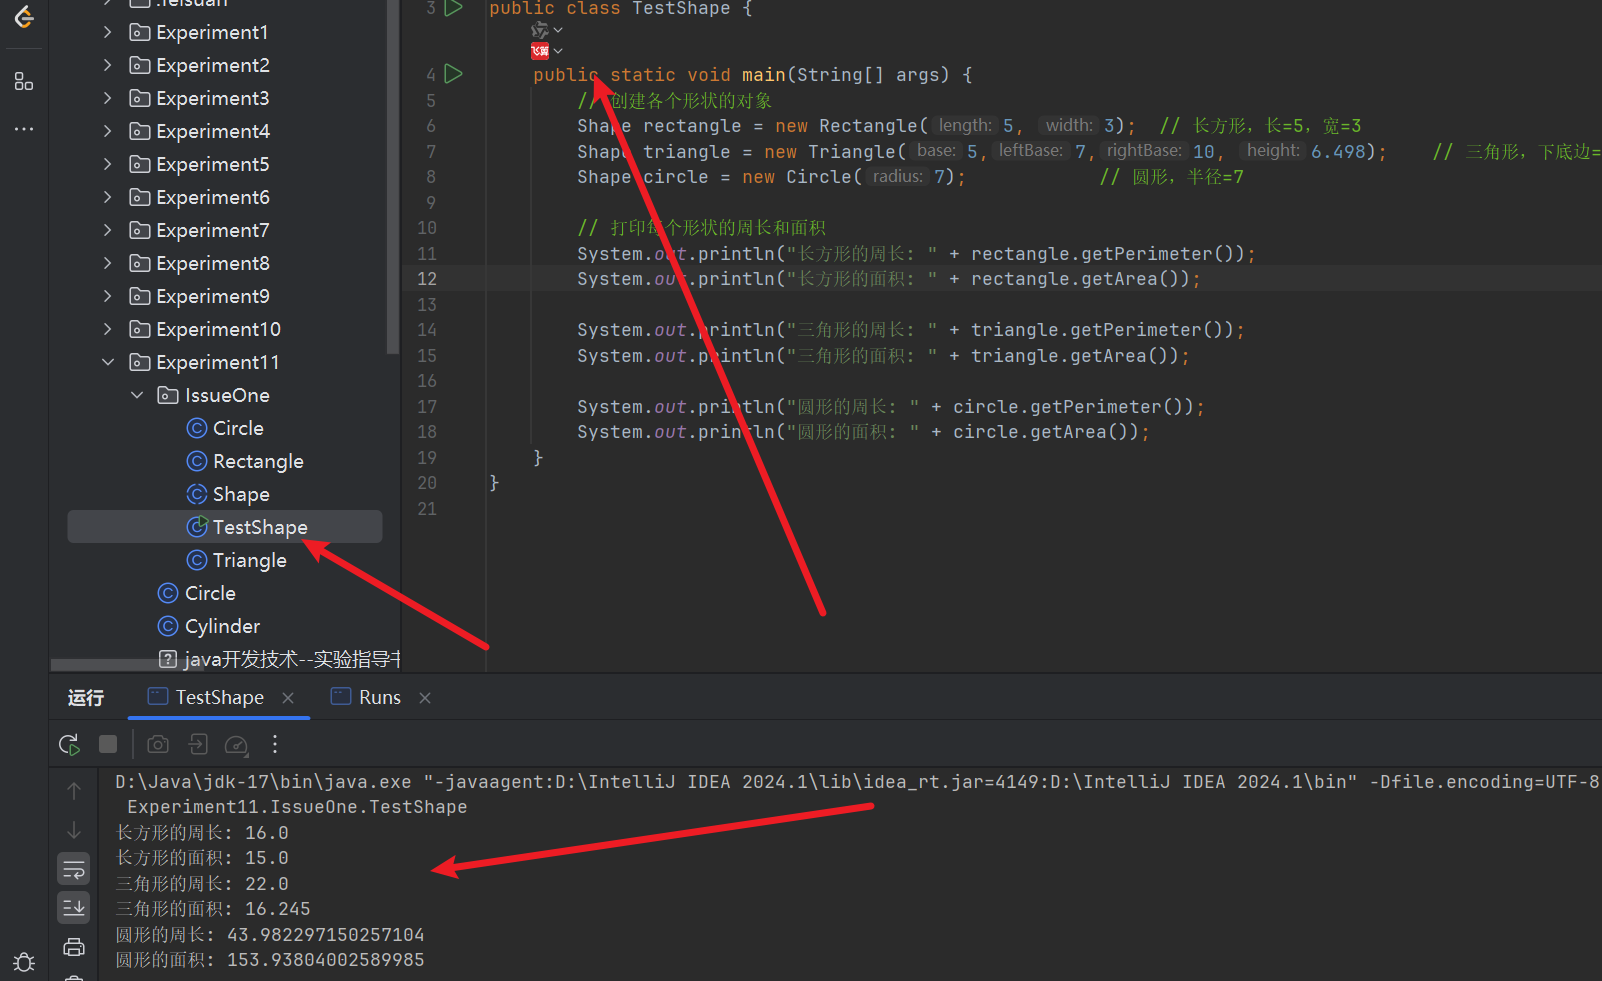 .feisuan
Experiment1
Experiment2
Experiment3
Experiment4
Experiment5
Experiment6
Experiment7
Experiment8
Experiment9
Experiment10
Experiment11
IssueOne
Circle
Rectangle
Shape
TestShape
Triangle
Circle
Cylinder
java开发技术--实验指导书
3 public class TestShape {
飞算
4 public static void main(String[] args) {
5 // 创建各个形状的对象
6 Shape rectangle = new Rectangle( length: 5, width: 3); // 长方形，长=5，宽=3
7 Shape triangle = new Triangle( base: 5, leftBase: 7, rightBase: 10, height: 6.498); // 三角形，下底边=
8 Shape circle = new Circle( radius: 7); // 圆形，半径=7
9
10 // 打印每个形状的周长和面积
11 System.out.println("长方形的周长: " + rectangle.getPerimeter());
12 System.out.println("长方形的面积: " + rectangle.getArea());
13
14 System.out.println("三角形的周长: " + triangle.getPerimeter());
15 System.out.println("三角形的面积: " + triangle.getArea());
16
17 System.out.println("圆形的周长: " + circle.getPerimeter());
18 System.out.println("圆形的面积: " + circle.getArea());
19 }
20 }
21
运行 TestShape Runs
D:\Java\jdk-17\bin\java.exe "-javaagent:D:\IntelliJ IDEA 2024.1\lib\idea_rt.jar=4149:D:\IntelliJ IDEA 2024.1\bin" -Dfile.encoding=UTF-8
Experiment11.IssueOne.TestShape
长方形的周长: 16.0
长方形的面积: 15.0
三角形的周长: 22.0
三角形的面积: 16.245
圆形的周长: 43.982297150257104
圆形的面积: 153.93804002589985